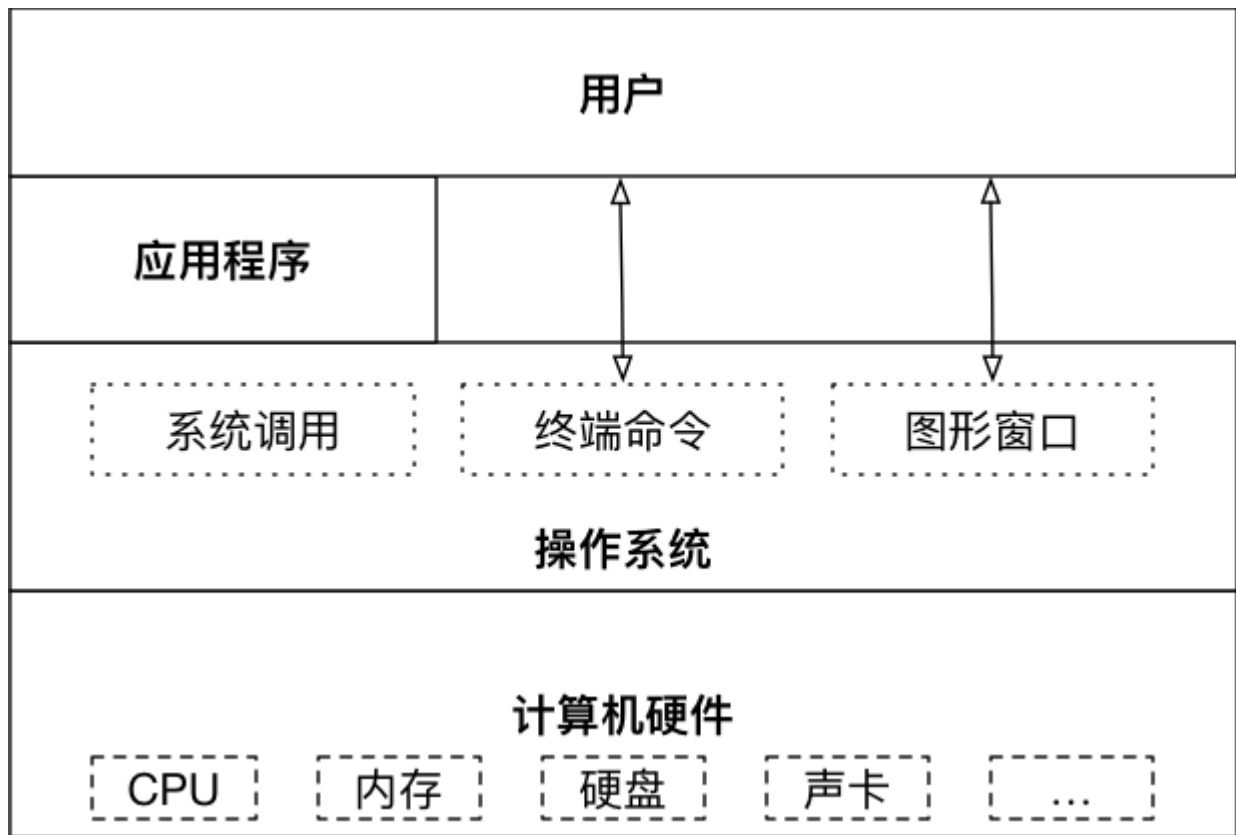 用户
应用程序
系统调用 终端命令 图形窗口
操作系统
计算机硬件
CPU 内存 硬盘 声卡 ...